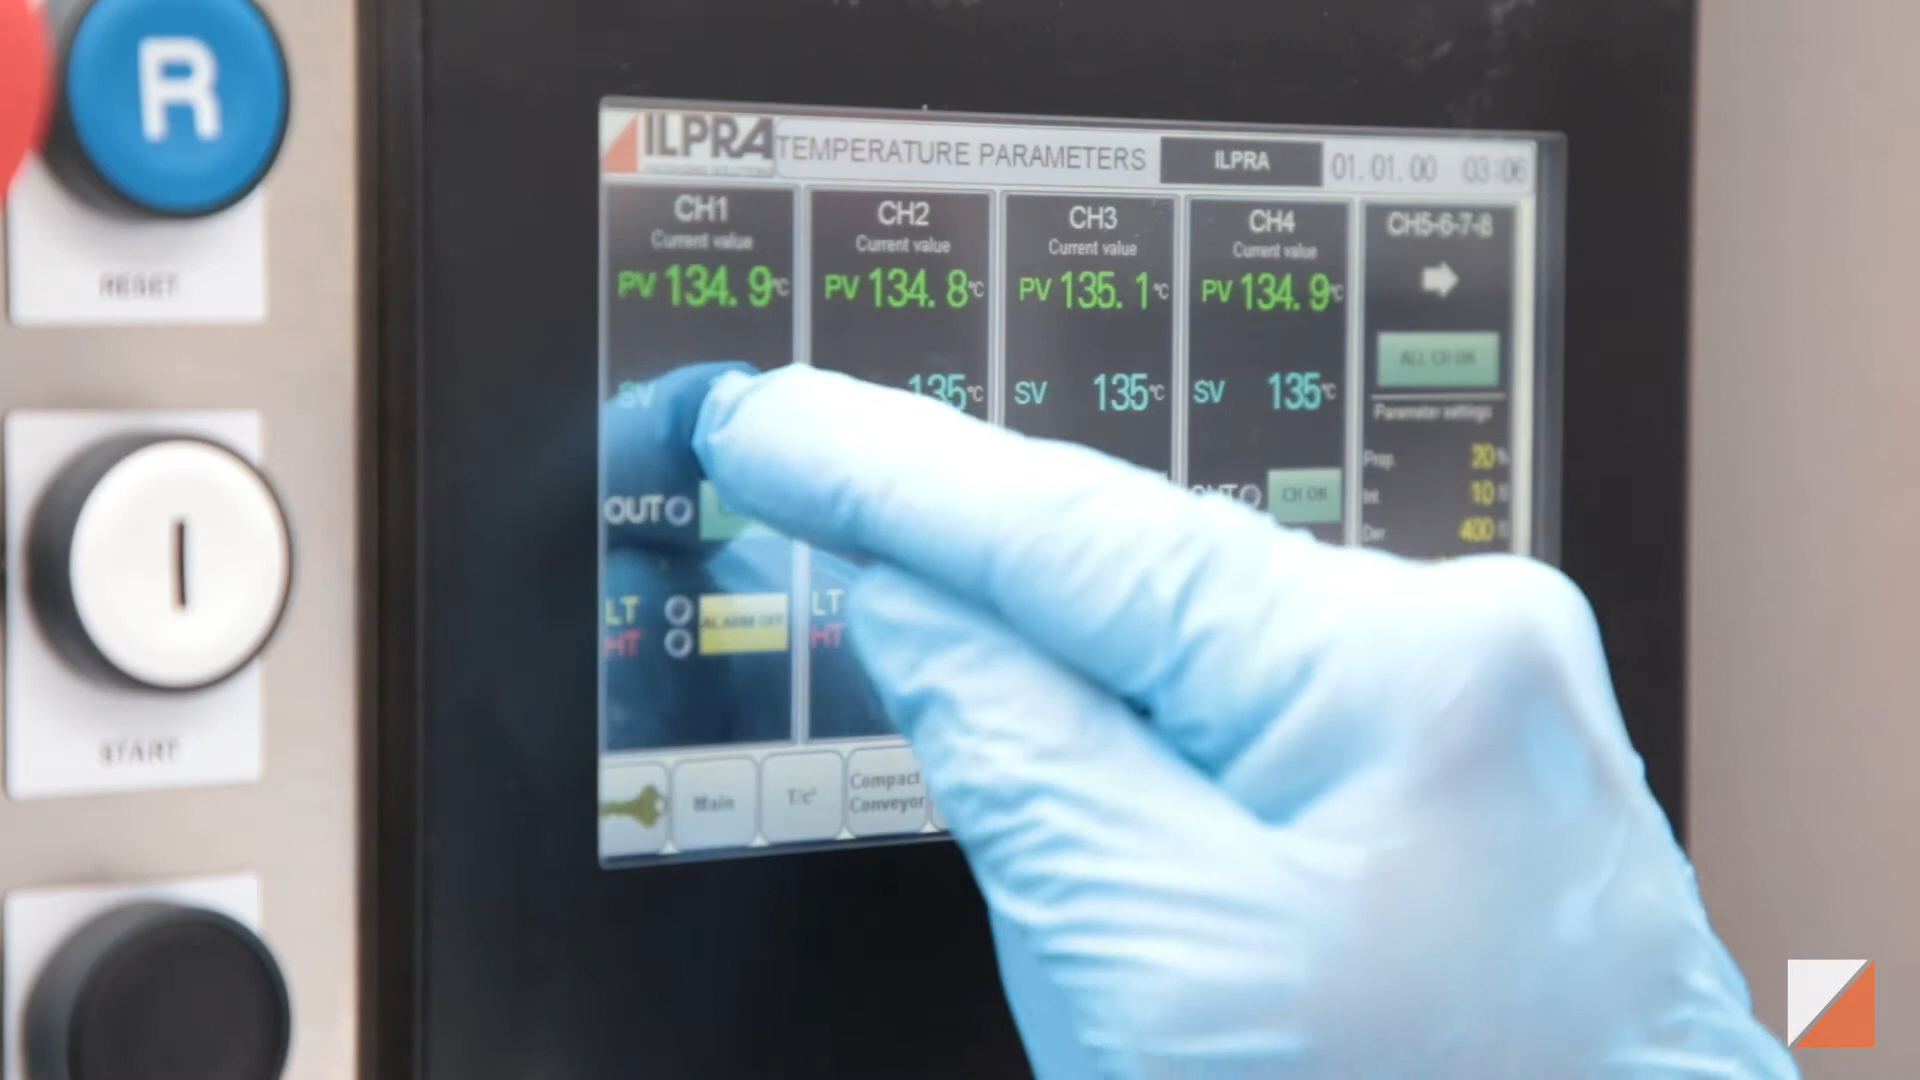 R
RESET
START
ILPRA
TEMPERATURE PARAMETERS
ILPRA
01. 01. 00 03:06
CH1
Current value
PV 134. 9°C
SV
OUT
LT
HT
ALARM OFF
CH2
Current value
PV 134. 8°C
135°C
LT
HT
CH3
Current value
PV 135. 1°C
SV 135°C
CH4
Current value
PV 134. 9°C
SV 135°C
OUT
CH ON
CH5-6-7-8
ALL CH ON
Parameter settings
Prop. 20 %
Int. 10
Der. 400
Main
T/c°
Compact
Conveyor